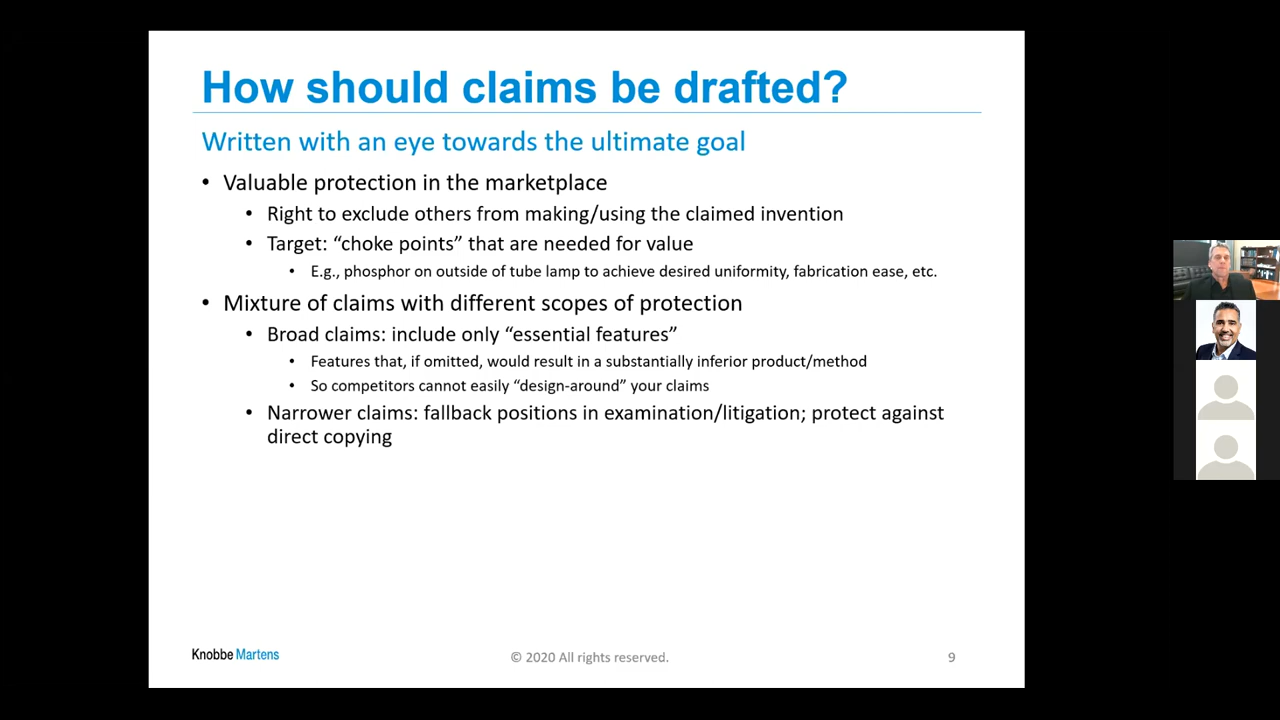 How should claims be drafted?
Written with an eye towards the ultimate goal
• Valuable protection in the marketplace
• Right to exclude others from making/using the claimed invention
• Target: “choke points” that are needed for value
• E.g., phosphor on outside of tube lamp to achieve desired uniformity, fabrication ease, etc.
• Mixture of claims with different scopes of protection
• Broad claims: include only “essential features”
• Features that, if omitted, would result in a substantially inferior product/method
• So competitors cannot easily “design-around” your claims
• Narrower claims: fallback positions in examination/litigation; protect against
direct copying
Knobbe Martens
© 2020 All rights reserved.
9